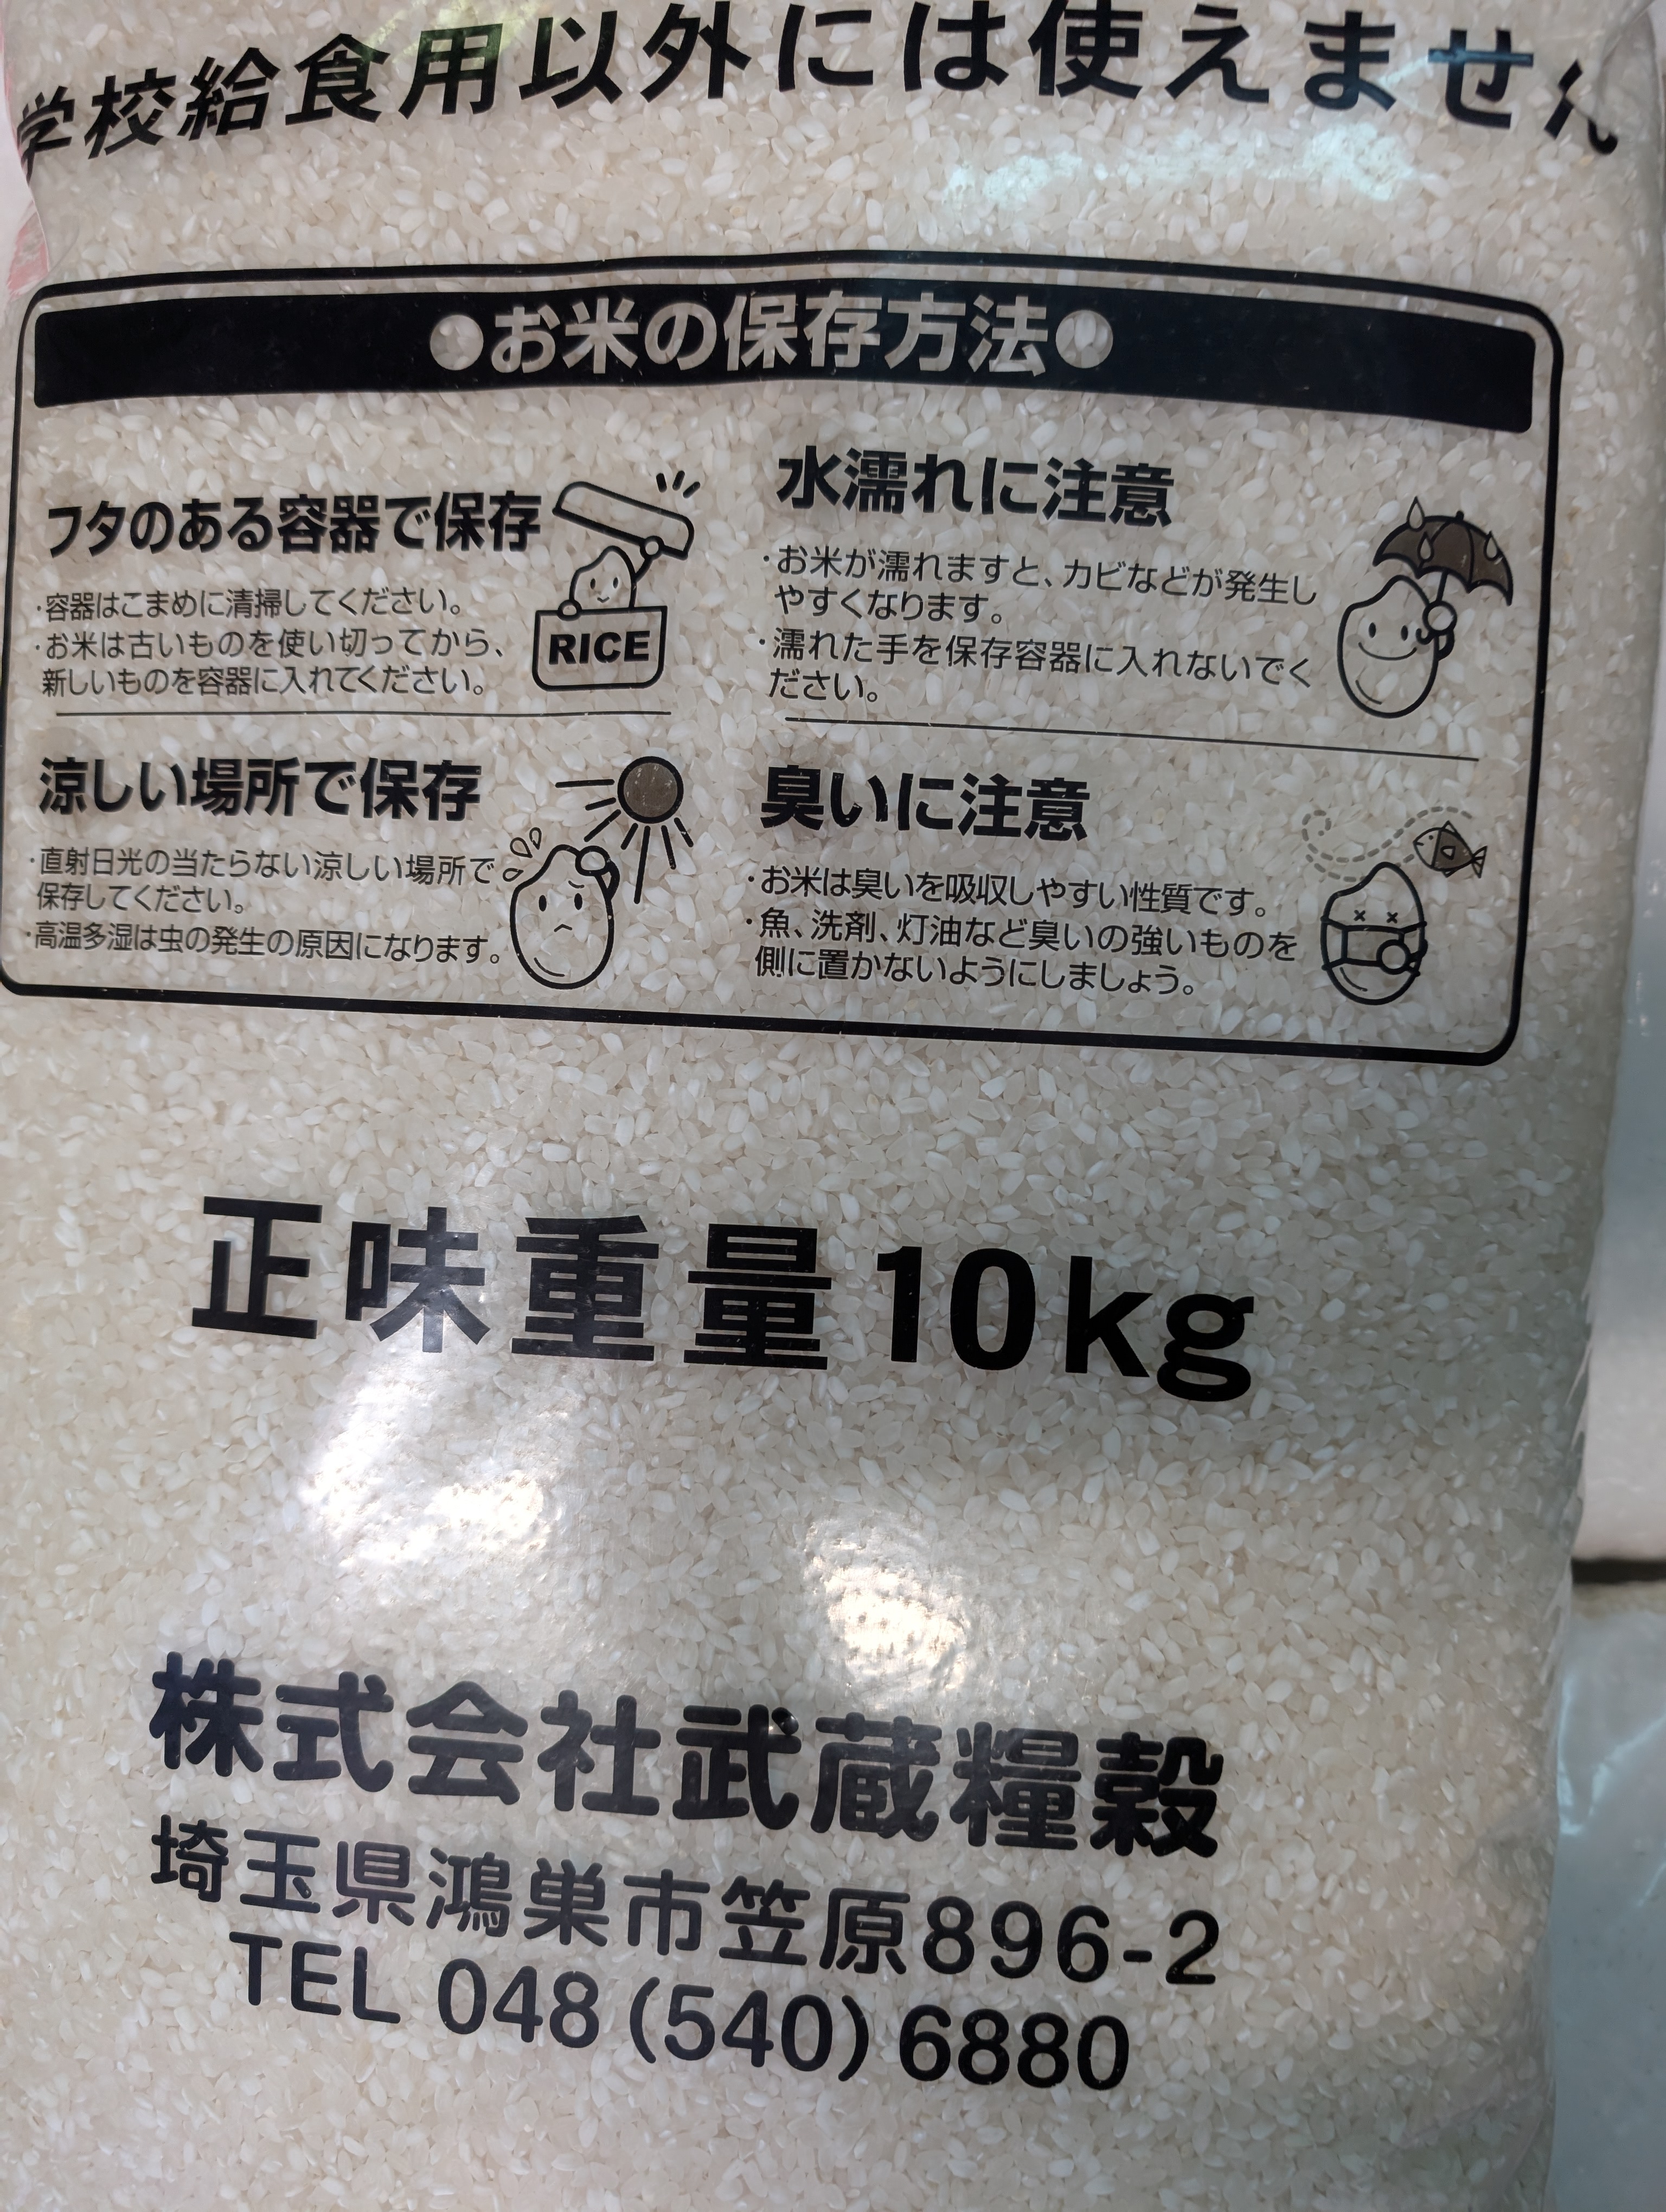 学校給食用以外には使えません
●お米の保存方法●
フタのある容器で保存
・容器はこまめに清掃してください。
・お米は古いものを使い切ってから、
新しいものを容器に入れてください。
RICE
水濡れに注意
・お米が濡れますと、カビなどが発生し
やすくなります。
・濡れた手を保存容器に入れないでく
ださい。
涼しい場所で保存
・直射日光の当たらない涼しい場所で
保存してください。
・高温多湿は虫の発生の原因になります。
臭いに注意
・お米は臭いを吸収しやすい性質です。
・魚、洗剤、灯油など臭いの強いものを
側に置かないようにしましょう。
正味重量10kg
株式会社武蔵糧穀
埼玉県鴻巣市笠原896-2
TEL 048(540)6880